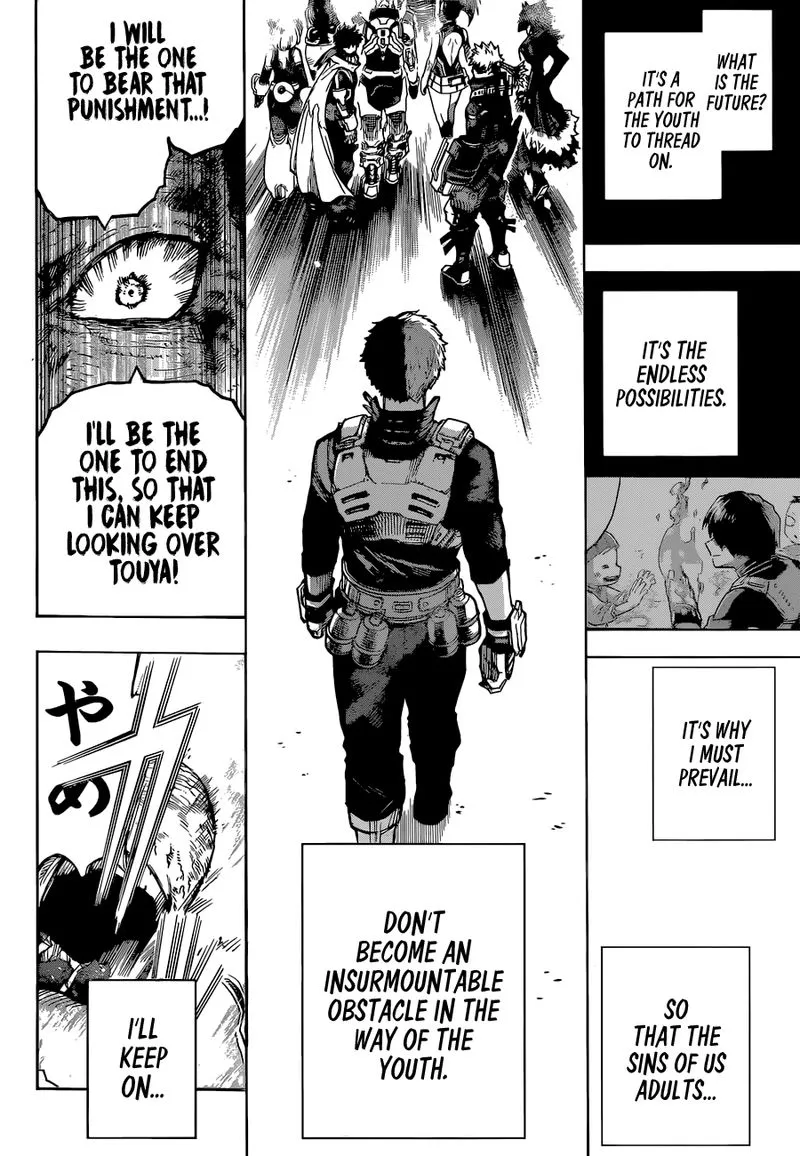 WHAT
IS THE
FUTURE?
IT'S A
PATH FOR
THE YOUTH
TO THREAD
ON.
IT'S THE
ENDLESS
POSSIBILITIES.
IT'S WHY
I MUST
PREVAIL...
SO
THAT THE
SINS OF US
ADULTS...
DON'T
BECOME AN
INSURMOUNTABLE
OBSTACLE IN THE
WAY OF THE
YOUTH.
I WILL
BE THE ONE
TO BEAR THAT
PUNISHMENT...!
I'LL BE THE
ONE TO END
THIS, SO THAT
I CAN KEEP
LOOKING OVER
TOUYA!
やめ
I'LL
KEEP
ON...